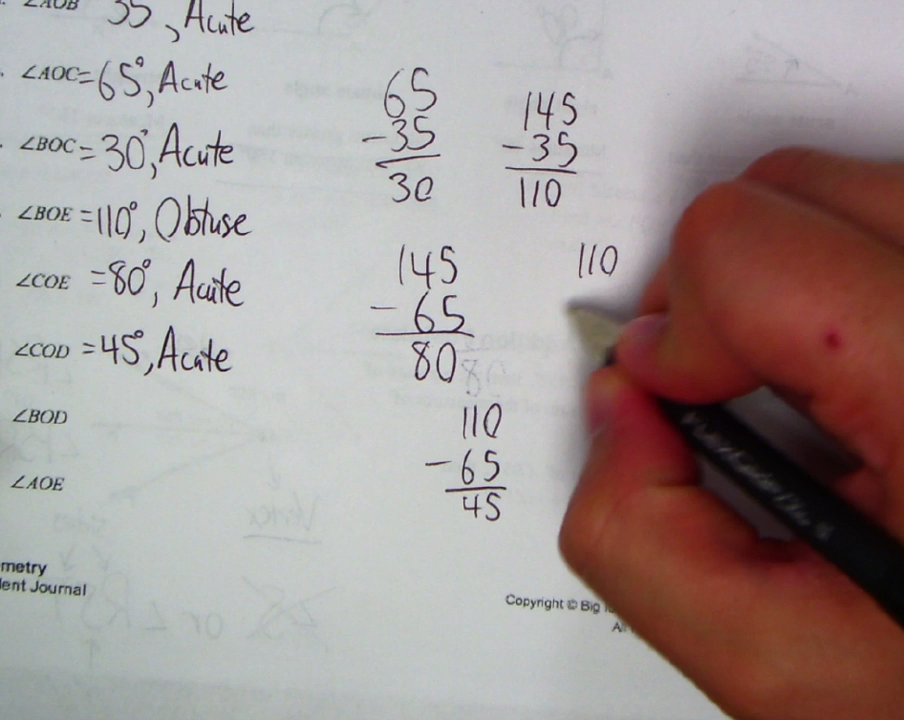 ∠AOB 35, Acute
∠AOC=65°, Acute
∠BOC=30°, Acute
∠BOE=110°, Obtuse
∠COE =80°, Acute
∠COD =45°, Acute
∠BOD
∠AOE
65
-35
30
145
-35
110
145
-65
80
110
110
-65
45
metry
ent Journal
Copyright © Big